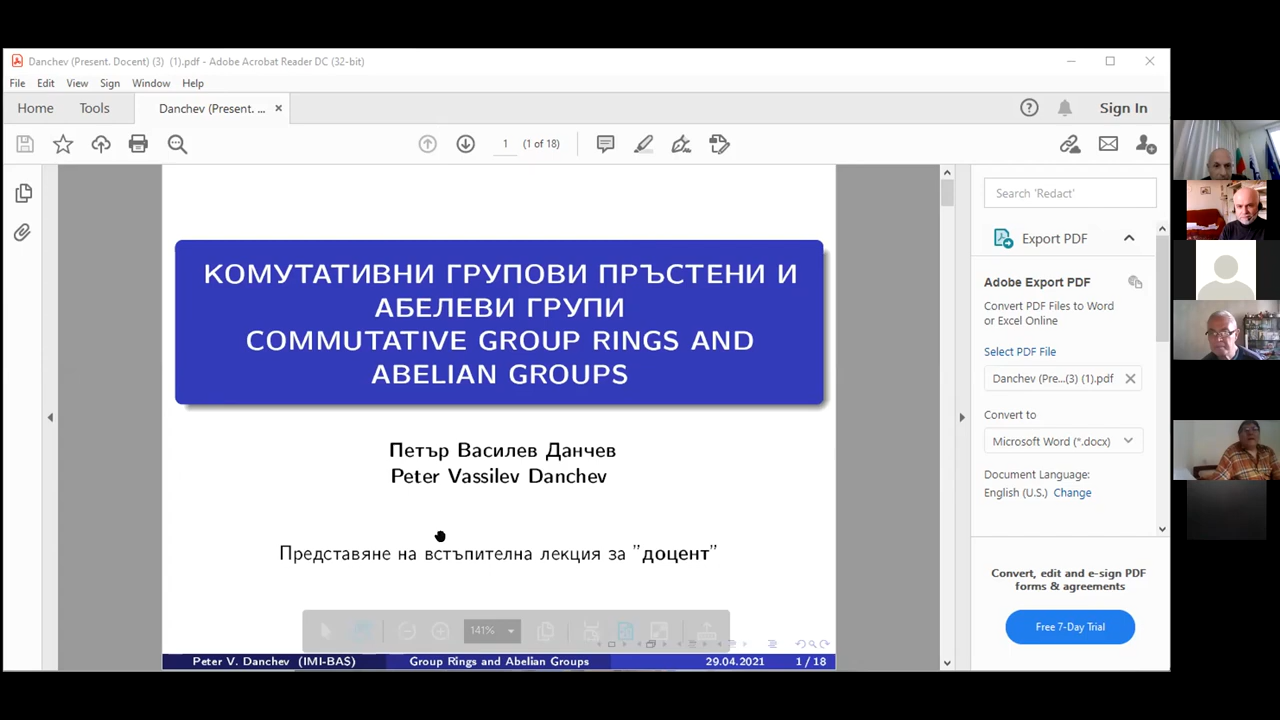 Danchev (Present. Docent) (3) (1).pdf - Adobe Acrobat Reader DC (32-bit)
File Edit View Sign Window Help
Home Tools Danchev (Present. ... × Sign In
1 (1 of 18)
Search 'Redact'
Export PDF
Adobe Export PDF
Convert PDF Files to Word
or Excel Online
Select PDF File
Danchev (Pre...(3) (1).pdf
Convert to
Microsoft Word (*.docx)
Document Language:
English (U.S.) Change
Convert, edit and e-sign PDF
forms & agreements
Free 7-Day Trial
КОМУТАТИВНИ ГРУПОВИ ПРЪСТЕНИ И
АБЕЛЕВИ ГРУПИ
COMMUTATIVE GROUP RINGS AND
ABELIAN GROUPS
Петър Василев Данчев
Peter Vassilev Danchev
Представяне на встъпителна лекция за "доцент"
141%
Peter V. Danchev (IMI-BAS) Group Rings and Abelian Groups 29.04.2021 1 / 18